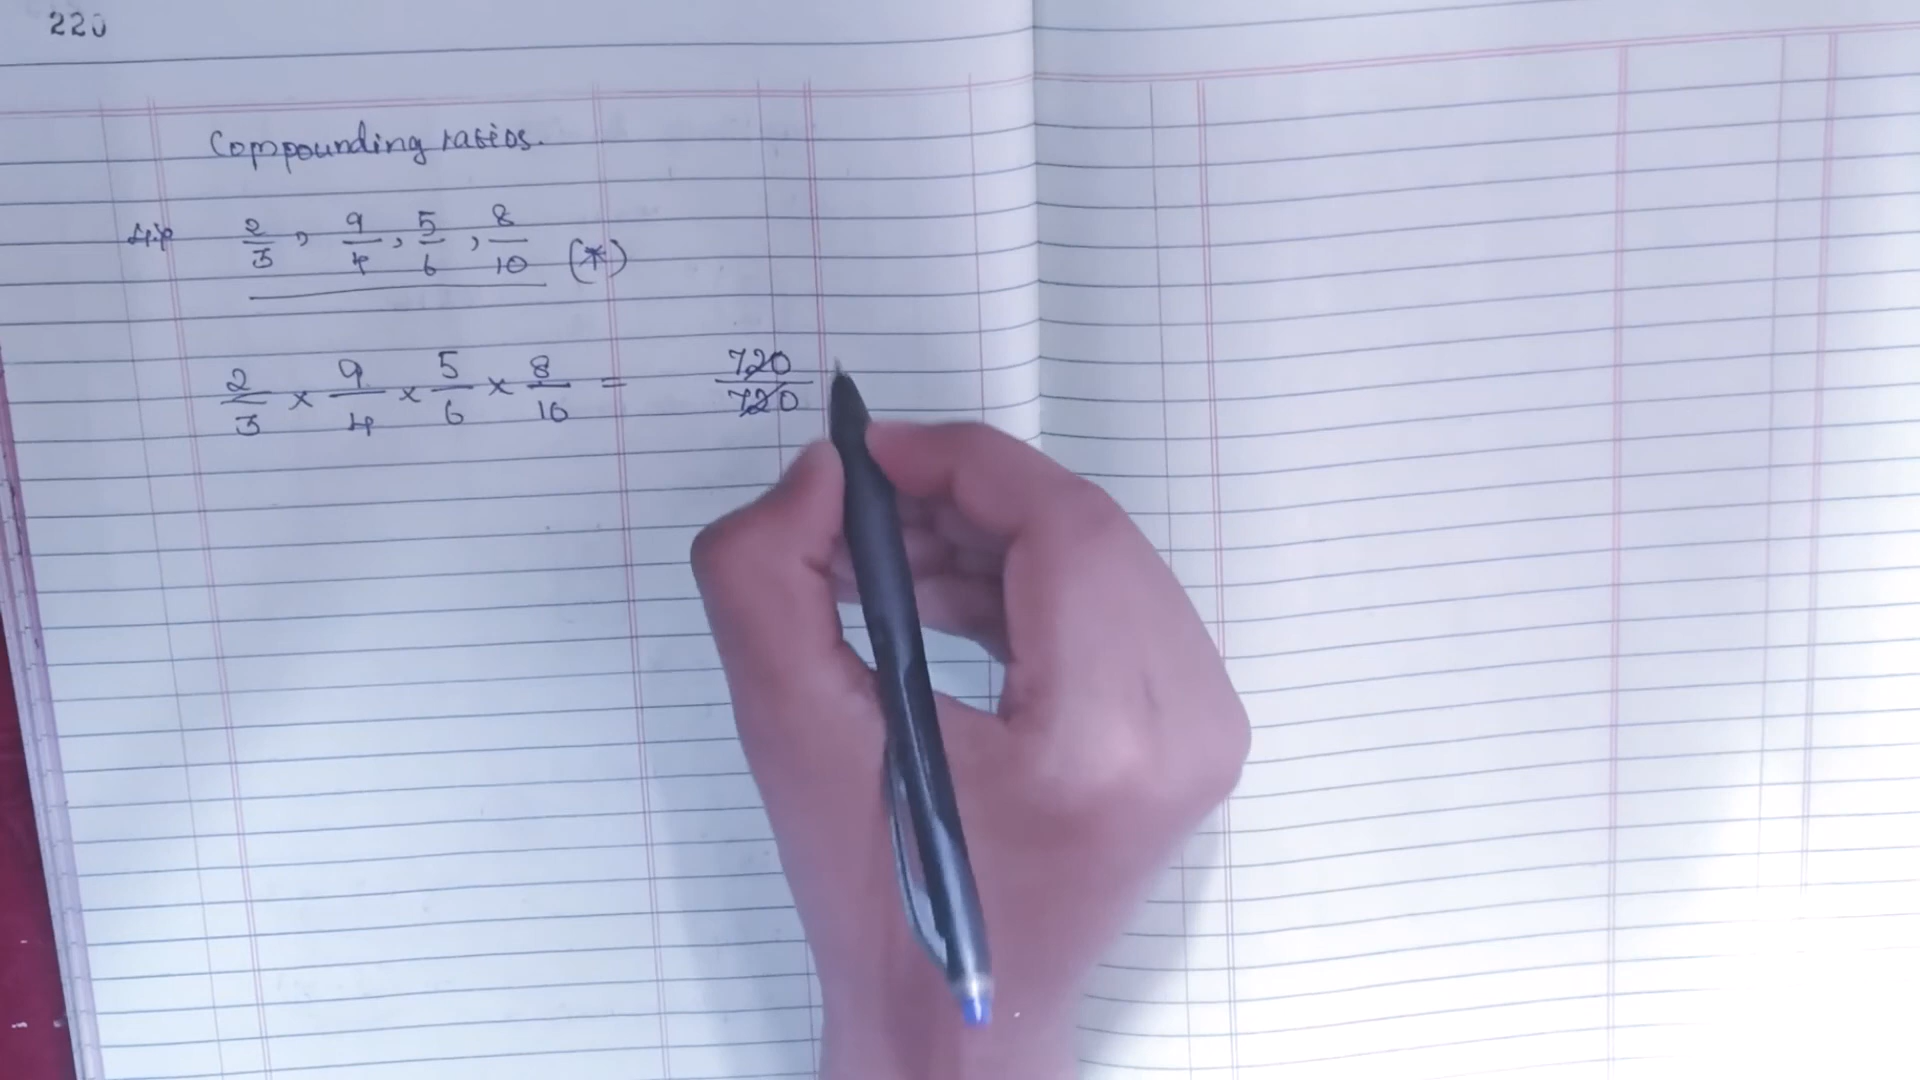 220
Compounding ratios.
2/3, 9/4, 5/6, 8/10 (*)
2/3 × 9/4 × 5/6 × 8/10 = 720/720